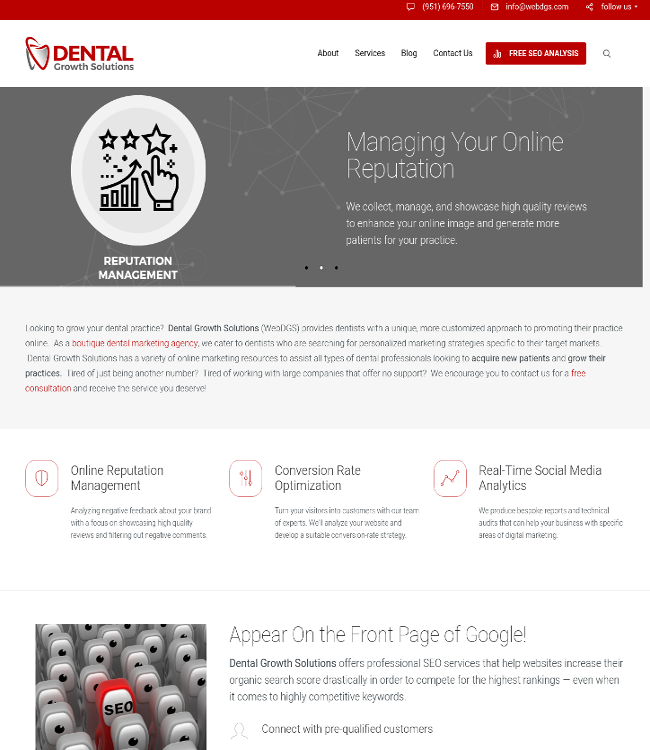 (951) 696-7550 info@webdgs.com follow us
DENTAL
Growth Solutions
About Services Blog Contact Us FREE SEO ANALYSIS
Managing Your Online
Reputation
We collect, manage, and showcase high quality reviews
to enhance your online image and generate more
patients for your practice.
REPUTATION
MANAGEMENT
Looking to grow your dental practice? Dental Growth Solutions (WebDGS) provides dentists with a unique, more customized approach to promoting their practice
online. As a boutique dental marketing agency, we cater to dentists who are searching for personalized marketing strategies specific to their target markets.
Dental Growth Solutions has a variety of online marketing resources to assist all types of dental professionals looking to acquire new patients and grow their
practices. Tired of just being another number? Tired of working with large companies that offer no support? We encourage you to contact us for a free
consultation and receive the service you deserve!
Online Reputation
Management
Analyzing negative feedback about your brand
with a focus on showcasing high quality
reviews and filtering out negative comments.
Conversion Rate
Optimization
Turn your visitors into customers with our team
of experts. We'll analyze your website and
develop a suitable conversion-rate strategy.
Real-Time Social Media
Analytics
We produce bespoke reports and technical
audits that can help your business with specific
areas of digital marketing.
SEO
Appear On the Front Page of Google!
Dental Growth Solutions offers professional SEO services that help websites increase their
organic search score drastically in order to compete for the highest rankings — even when
it comes to highly competitive keywords.
Connect with pre-qualified customers